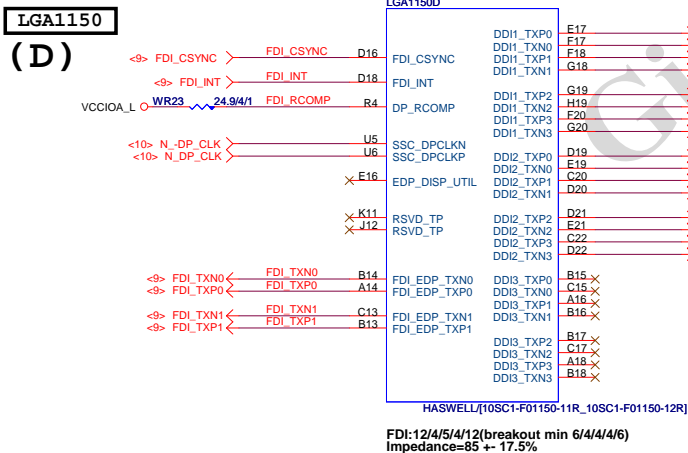 LGA1150
(D)
LGA1150D
<9> FDI_CSYNC FDI_CSYNC D16 FDI_CSYNC
<9> FDI_INT FDI_INT D18 FDI_INT
VCCIOA_L WR23 24.9/4/1 FDI_RCOMP R4 DP_RCOMP
<10> N_-DP_CLK U5 SSC_DPCLKN
<10> N_DP_CLK U6 SSC_DPCLKP
E16 EDP_DISP_UTIL
K11 RSVD_TP
J12 RSVD_TP
<9> FDI_TXN0 FDI_TXN0 B14 FDI_EDP_TXN0
<9> FDI_TXP0 FDI_TXP0 A14 FDI_EDP_TXP0
<9> FDI_TXN1 FDI_TXN1 C13 FDI_EDP_TXN1
<9> FDI_TXP1 FDI_TXP1 B13 FDI_EDP_TXP1
DDI1_TXP0 E17
DDI1_TXN0 F17
DDI1_TXP1 F18
DDI1_TXN1 G18
DDI1_TXP2 G19
DDI1_TXN2 H19
DDI1_TXP3 F20
DDI1_TXN3 G20
DDI2_TXP0 D19
DDI2_TXN0 E19
DDI2_TXP1 C20
DDI2_TXN1 D20
DDI2_TXP2 D21
DDI2_TXN2 E21
DDI2_TXP3 C22
DDI2_TXN3 D22
DDI3_TXP0 B15
DDI3_TXN0 C15
DDI3_TXP1 A16
DDI3_TXN1 B16
DDI3_TXP2 B17
DDI3_TXN2 C17
DDI3_TXP3 A18
DDI3_TXN3 B18
HASWELL/[10SC1-F01150-11R_10SC1-F01150-12R]
FDI:12/4/5/4/12(breakout min 6/4/4/4/6)
Impedance=85 +- 17.5%